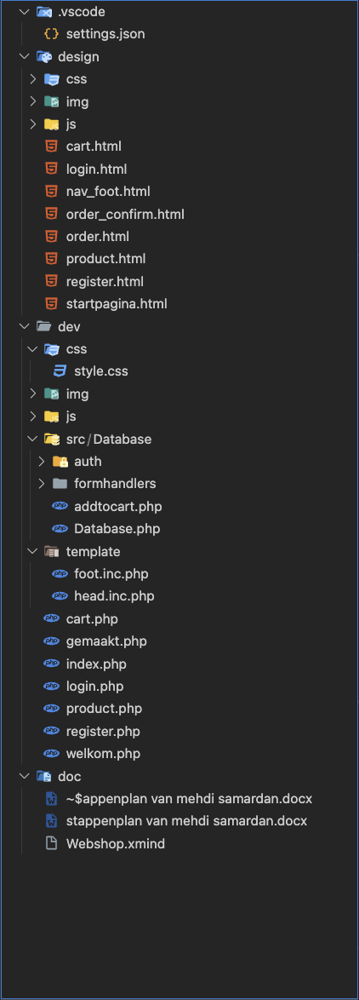 .vscode
settings.json
design
css
img
js
cart.html
login.html
nav_foot.html
order_confirm.html
order.html
product.html
register.html
startpagina.html
dev
css
style.css
img
js
src/Database
auth
formhandlers
addtocart.php
Database.php
template
foot.inc.php
head.inc.php
cart.php
gemaakt.php
index.php
login.php
product.php
register.php
welkom.php
doc
~$appenplan van mehdi samardan.docx
stappenplan van mehdi samardan.docx
Webshop.xmind